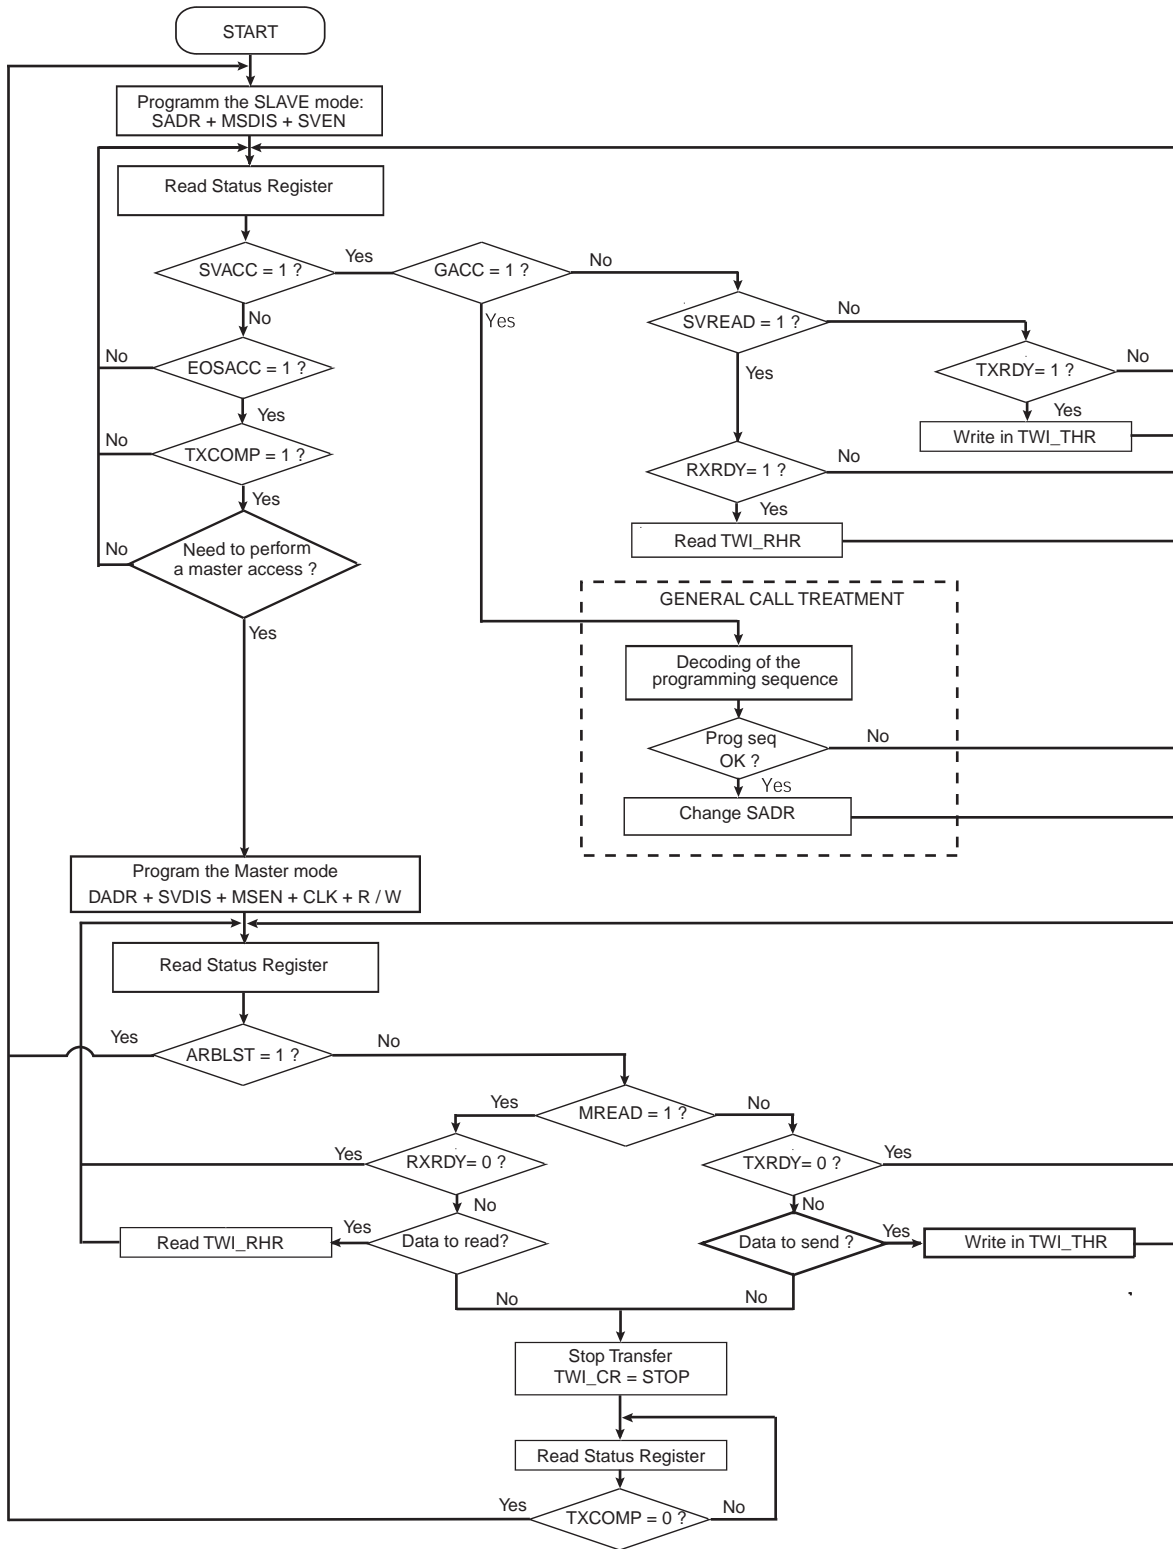 START
Programm the SLAVE mode:
SADR + MSDIS + SVEN
Read Status Register
SVACC = 1 ?
Yes
GACC = 1 ?
No
No
Yes
SVREAD = 1 ?
No
Yes
EOSACC = 1 ?
No
Yes
TXRDY= 1 ?
No
Yes
Write in TWI_THR
TXCOMP = 1 ?
No
Yes
RXRDY= 1 ?
No
Yes
Read TWI_RHR
Need to perform
a master access ?
No
Yes
GENERAL CALL TREATMENT
Decoding of the
programming sequence
Prog seq
OK ?
No
Yes
Change SADR
Program the Master mode
DADR + SVDIS + MSEN + CLK + R / W
Read Status Register
Yes
ARBLST = 1 ?
No
Yes
MREAD = 1 ?
No
Yes
RXRDY= 0 ?
No
TXRDY= 0 ?
Yes
No
Read TWI_RHR
Yes
Data to read?
No
Data to send ?
Yes
Write in TWI_THR
No
Stop Transfer
TWI_CR = STOP
Read Status Register
Yes
TXCOMP = 0 ?
No